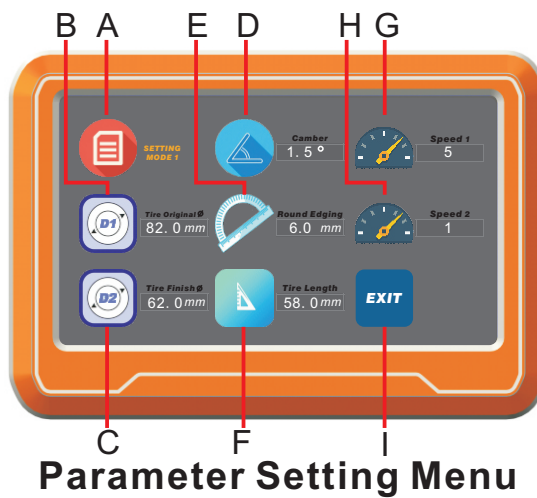 B A E D H G
SETTING
MODE 1
Camber
1. 5 °
Speed 1
5
D1
Tire Original Ø
82. 0 mm
Round Edging
6. 0 mm
Speed 2
1
D2
Tire Finish Ø
62. 0 mm
Tire Length
58. 0 mm
EXIT
C F I
Parameter Setting Menu